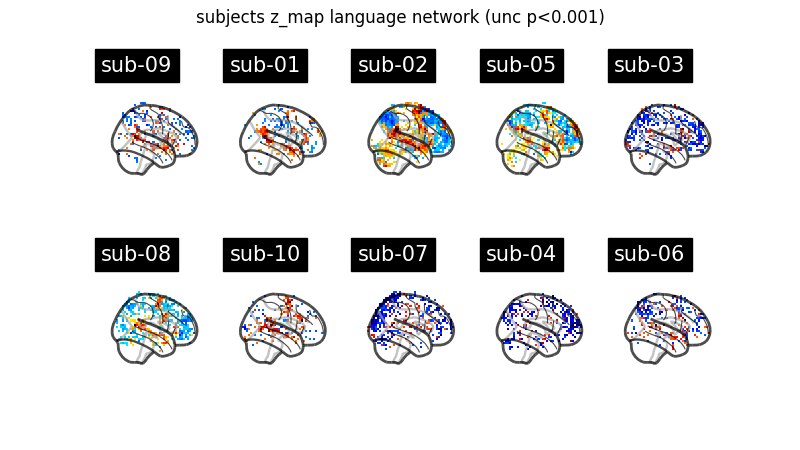 subjects z_map language network (unc p<0.001)
sub-09 sub-01 sub-02 sub-05 sub-03
sub-08 sub-10 sub-07 sub-04 sub-06